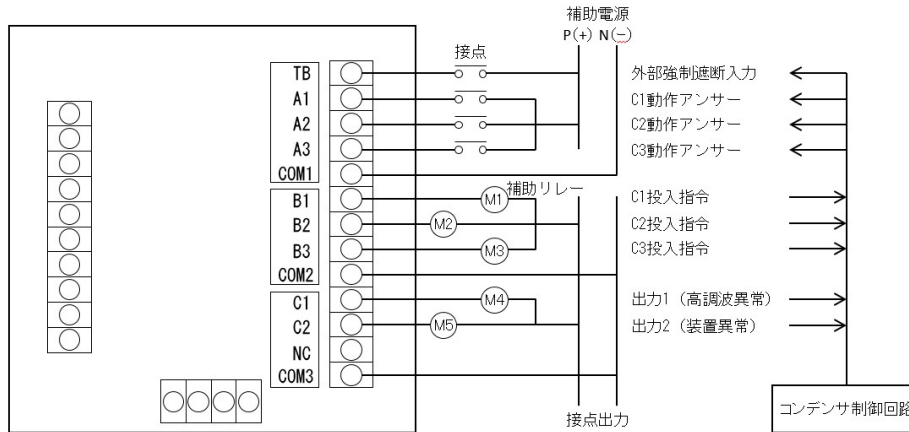 補助電源
P(+) N(−)
接点
TB
外部強制遮断入力
A1
C1動作アンサー
A2
C2動作アンサー
A3
C3動作アンサー
COM1
補助リレー
B1
M1
C1投入指令
B2
M2
C2投入指令
B3
M3
C3投入指令
COM2
C1
M4
出力1（高調波異常）
C2
M5
出力2（装置異常）
NC
COM3
接点出力
コンデンサ制御回路